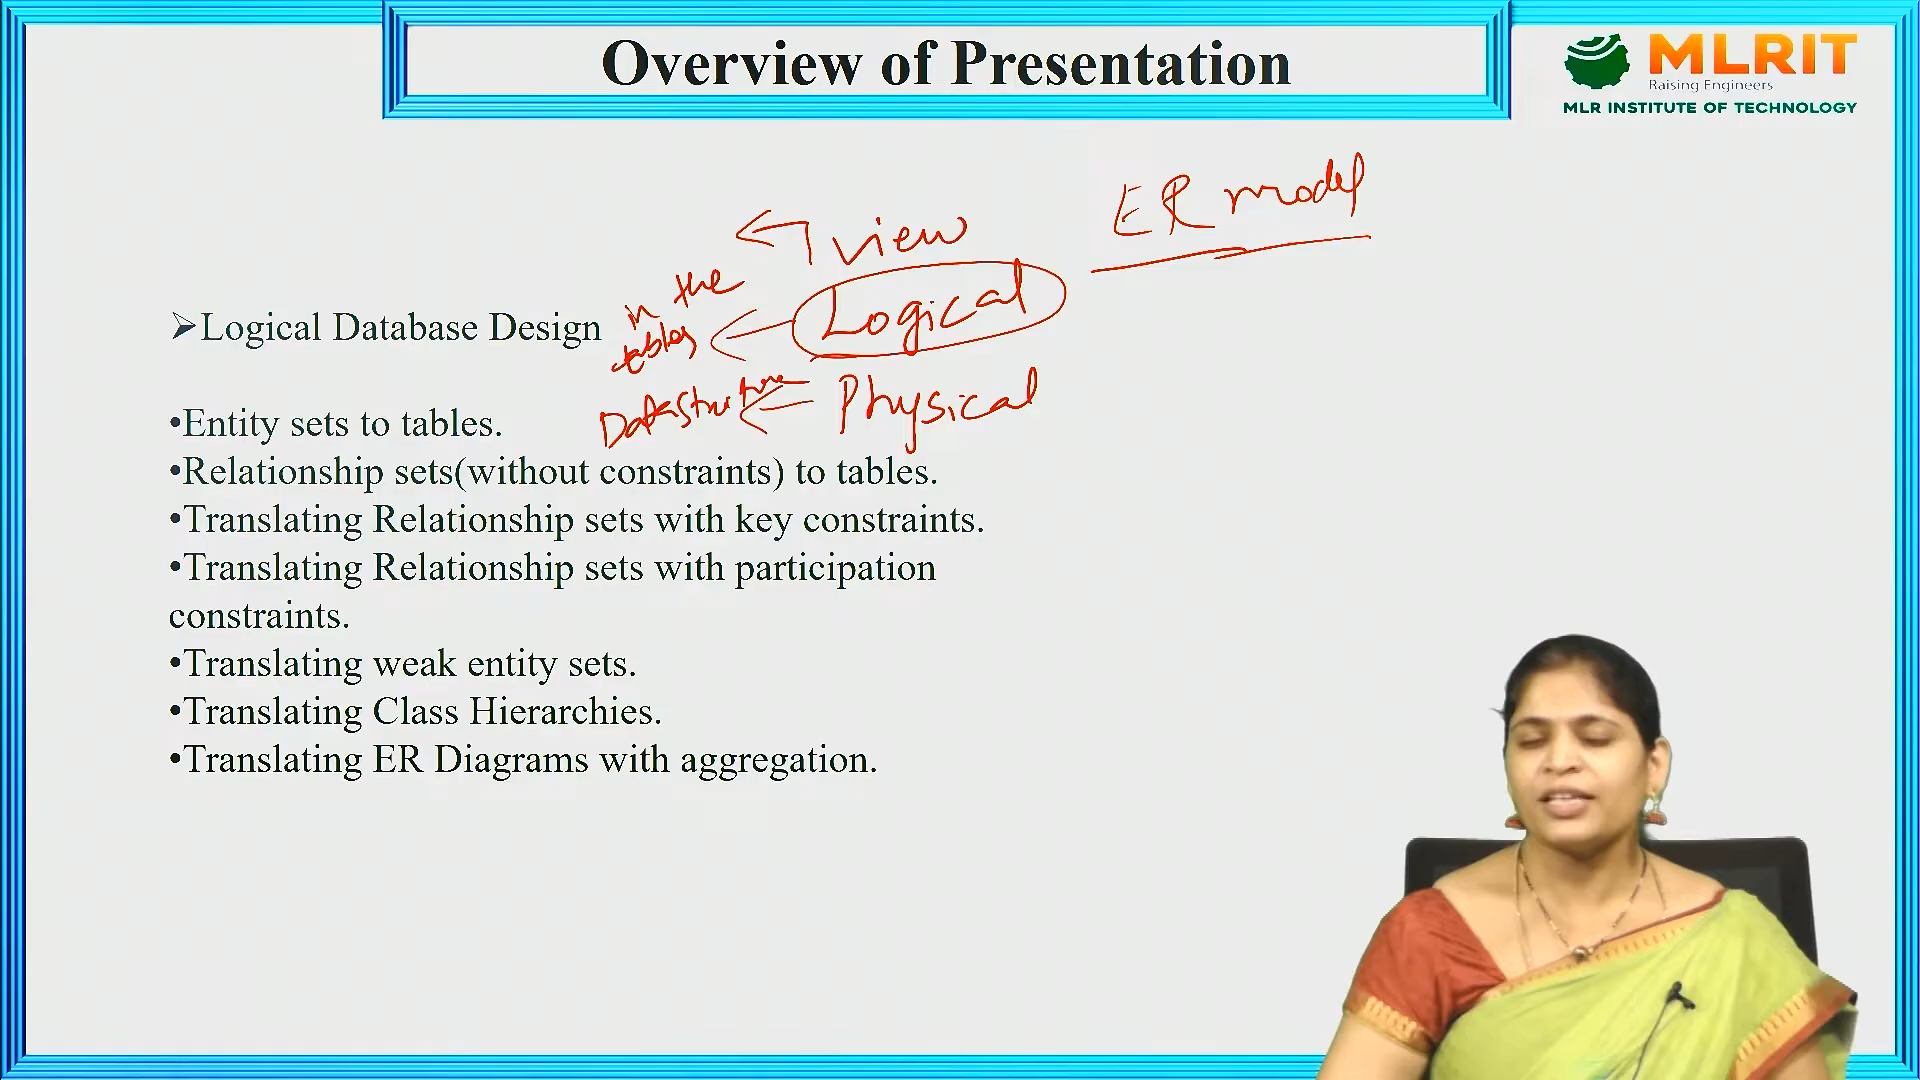 Overview of Presentation
MLRIT
Raising Engineers
MLR INSTITUTE OF TECHNOLOGY
ER model
view
in the
tables
Logical
➢Logical Database Design
Datastructure
Physical
•Entity sets to tables.
•Relationship sets(without constraints) to tables.
•Translating Relationship sets with key constraints.
•Translating Relationship sets with participation
constraints.
•Translating weak entity sets.
•Translating Class Hierarchies.
•Translating ER Diagrams with aggregation.